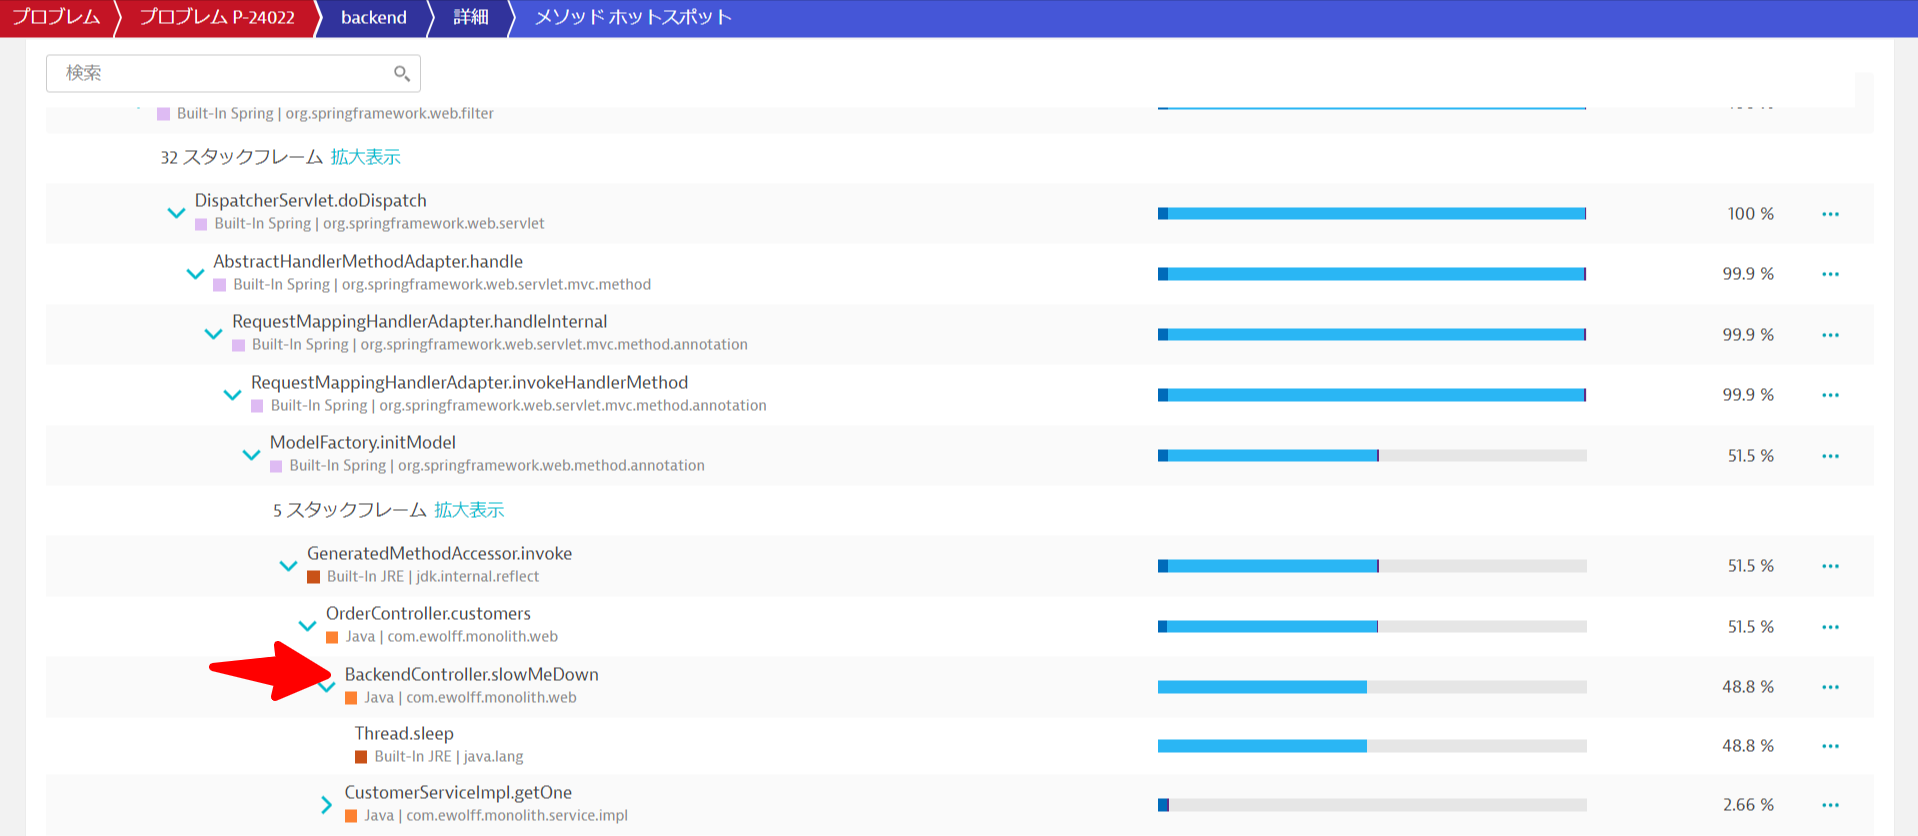 プロブレム プロブレム P-24022 backend 詳細 メソッド ホットスポット
検索
Built-In Spring | org.springframework.web.filter
32 スタックフレーム 拡大表示
DispatcherServlet.doDispatch
Built-In Spring | org.springframework.web.servlet
100 %
AbstractHandlerMethodAdapter.handle
Built-In Spring | org.springframework.web.servlet.mvc.method
99.9 %
RequestMappingHandlerAdapter.handleInternal
Built-In Spring | org.springframework.web.servlet.mvc.method.annotation
99.9 %
RequestMappingHandlerAdapter.invokeHandlerMethod
Built-In Spring | org.springframework.web.servlet.mvc.method.annotation
99.9 %
ModelFactory.initModel
Built-In Spring | org.springframework.web.method.annotation
51.5 %
5 スタックフレーム 拡大表示
GeneratedMethodAccessor.invoke
Built-In JRE | jdk.internal.reflect
51.5 %
OrderController.customers
Java | com.ewolff.monolith.web
51.5 %
BackendController.slowMeDown
Java | com.ewolff.monolith.web
48.8 %
Thread.sleep
Built-In JRE | java.lang
48.8 %
CustomerServiceImpl.getOne
Java | com.ewolff.monolith.service.impl
2.66 %